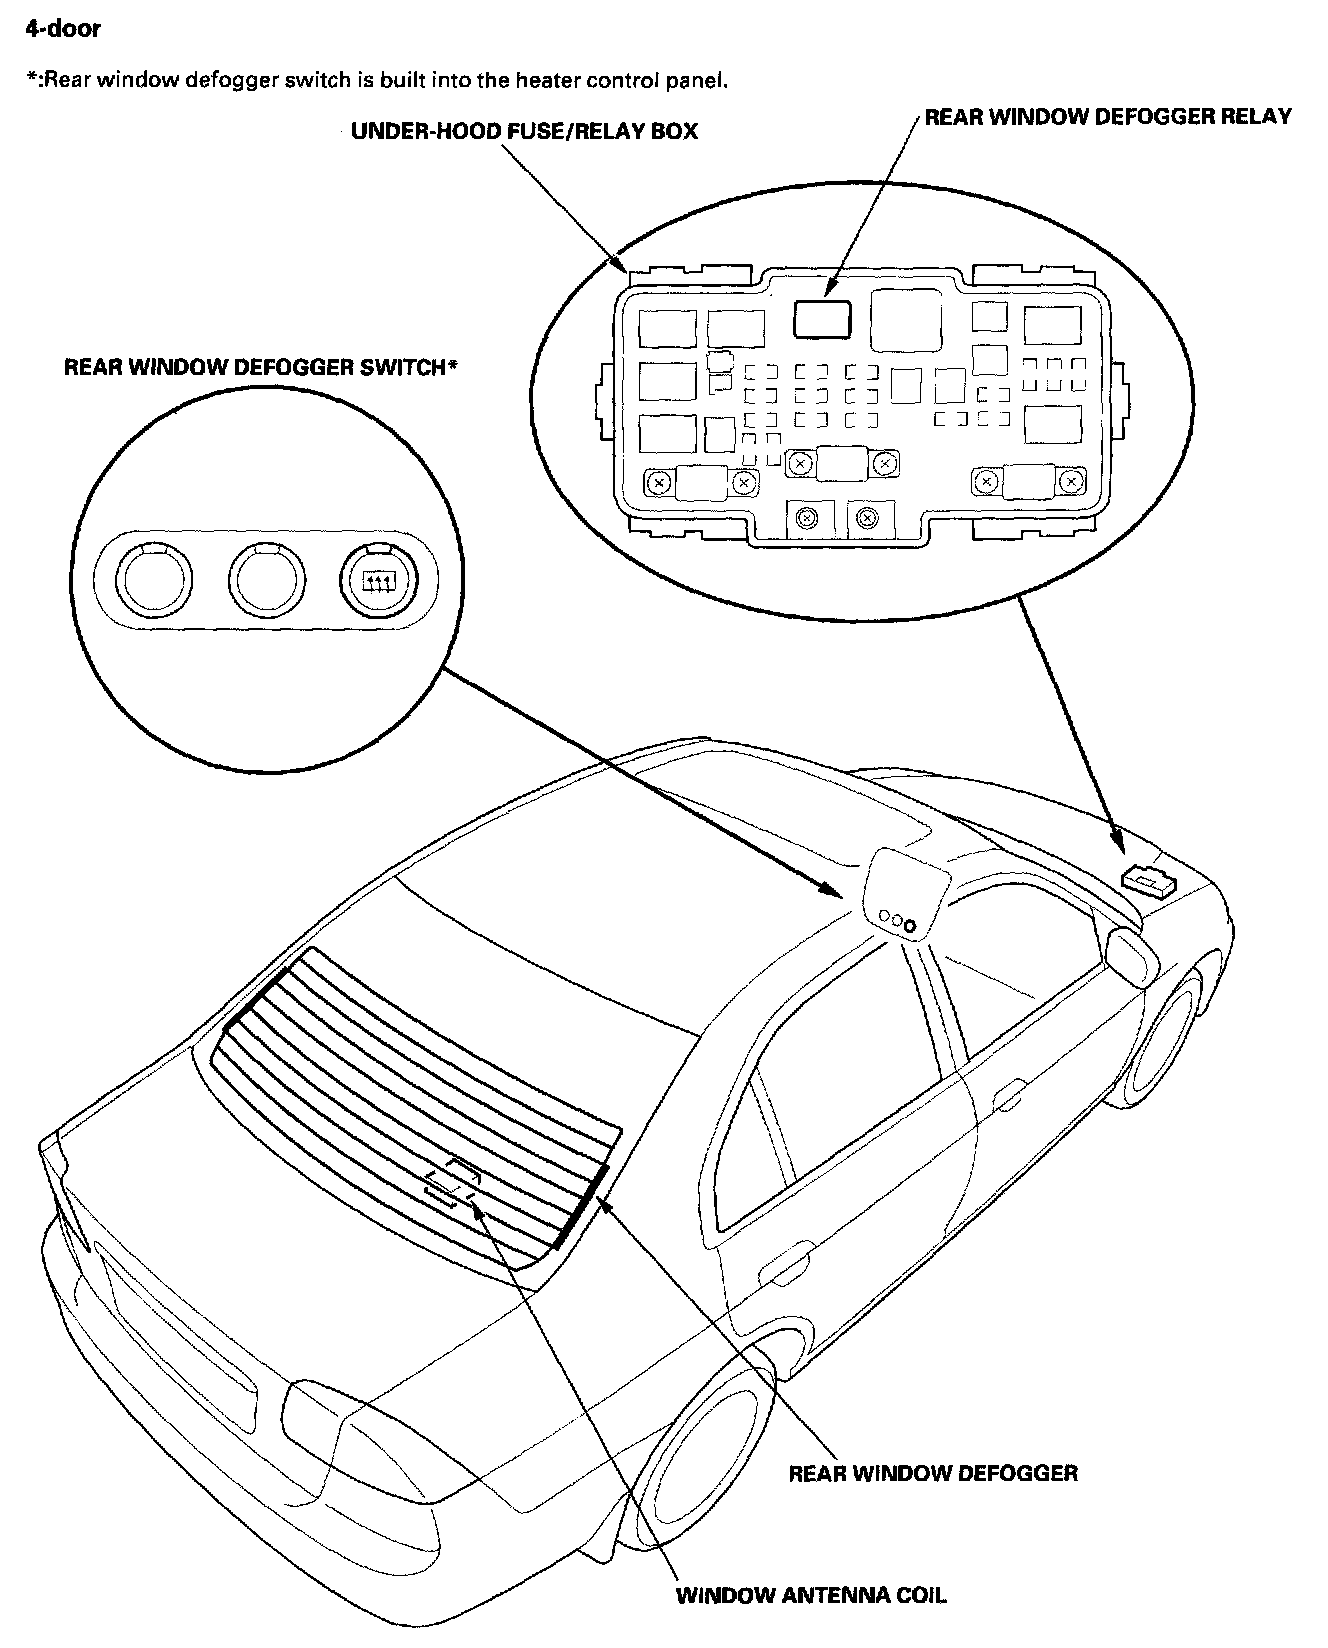 4-door
*:Rear window defogger switch is built into the heater control panel.
UNDER-HOOD FUSE/RELAY BOX
REAR WINDOW DEFOGGER RELAY
REAR WINDOW DEFOGGER SWITCH*
REAR WINDOW DEFOGGER
WINDOW ANTENNA COIL